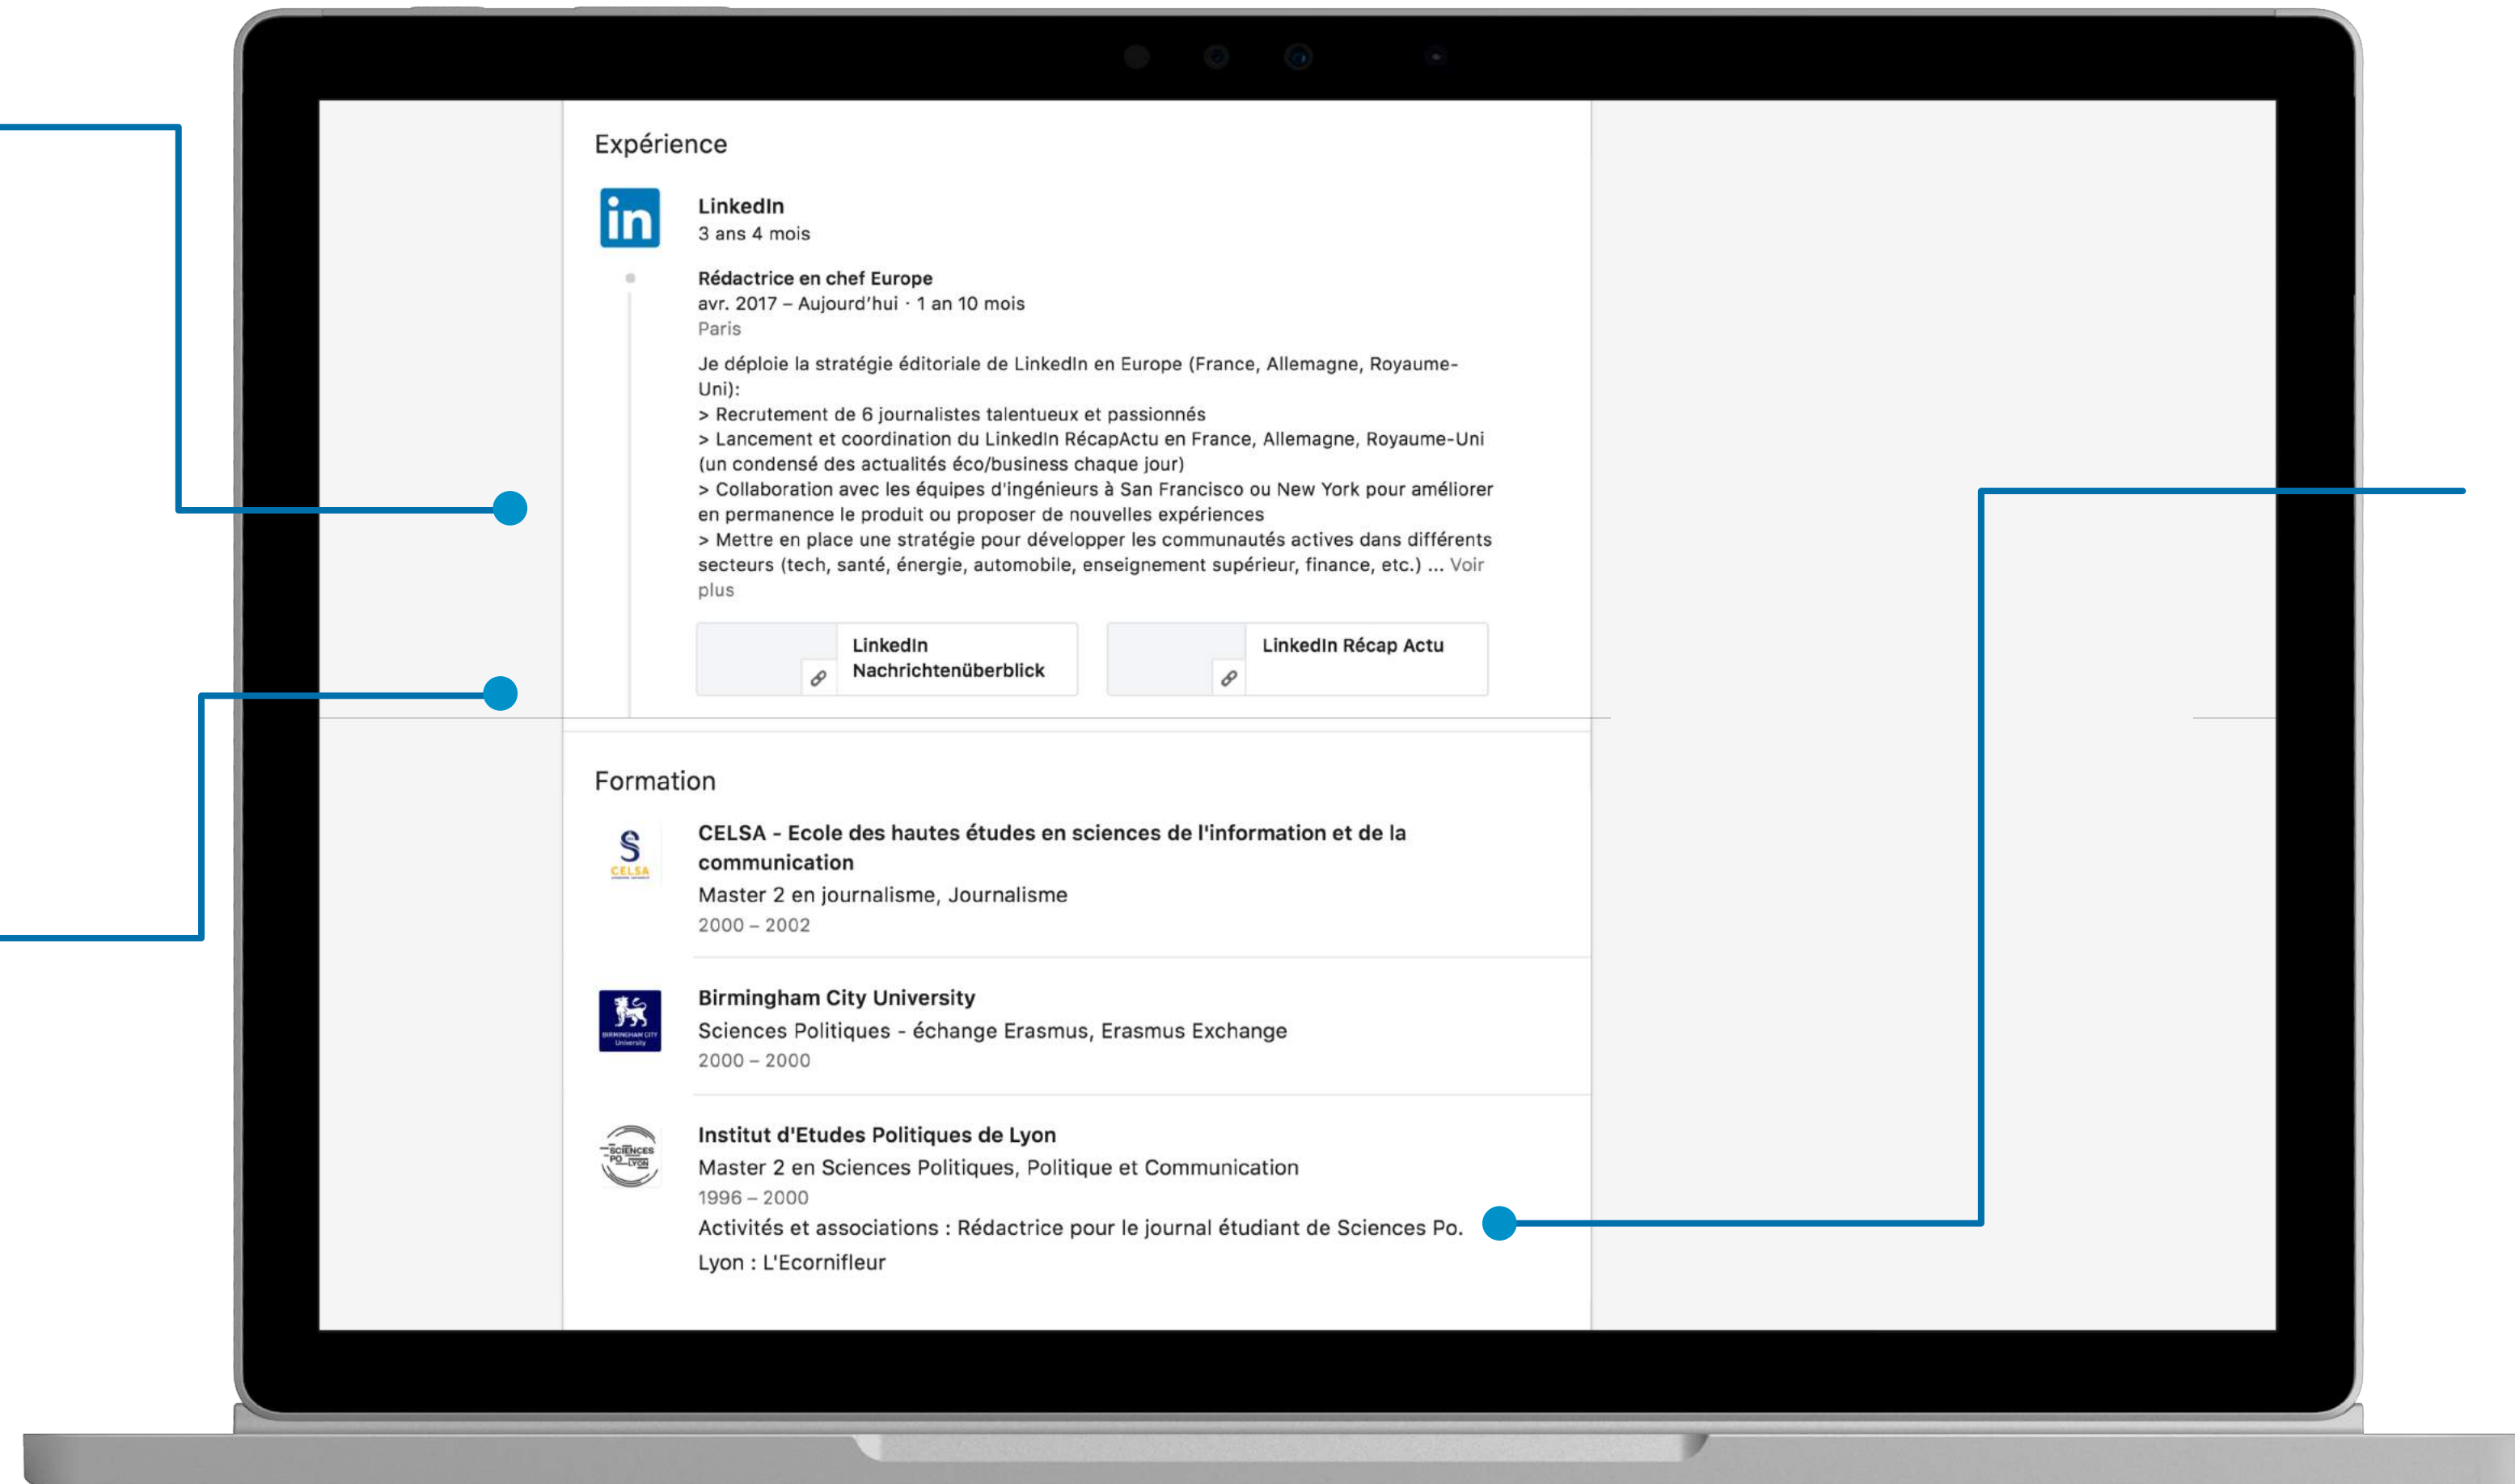 Expérience
in
LinkedIn
3 ans 4 mois
Rédactrice en chef Europe
avr. 2017 – Aujourd'hui · 1 an 10 mois
Paris
Je déploie la stratégie éditoriale de LinkedIn en Europe (France, Allemagne, Royaume-
Uni):
> Recrutement de 6 journalistes talentueux et passionnés
> Lancement et coordination du LinkedIn RécapActu en France, Allemagne, Royaume-Uni
(un condensé des actualités éco/business chaque jour)
> Collaboration avec les équipes d'ingénieurs à San Francisco ou New York pour améliorer
en permanence le produit ou proposer de nouvelles expériences
> Mettre en place une stratégie pour développer les communautés actives dans différents
secteurs (tech, santé, énergie, automobile, enseignement supérieur, finance, etc.) ... Voir
plus
LinkedIn
Nachrichtenüberblick
LinkedIn Récap Actu
Formation
CELSA
CELSA - Ecole des hautes études en sciences de l'information et de la
communication
Master 2 en journalisme, Journalisme
2000 – 2002
BIRMINGHAM CITY
University
Birmingham City University
Sciences Politiques - échange Erasmus, Erasmus Exchange
2000 – 2000
SCIENCES
PO LYON
Institut d'Etudes Politiques de Lyon
Master 2 en Sciences Politiques, Politique et Communication
1996 – 2000
Activités et associations : Rédactrice pour le journal étudiant de Sciences Po.
Lyon : L'Ecornifleur